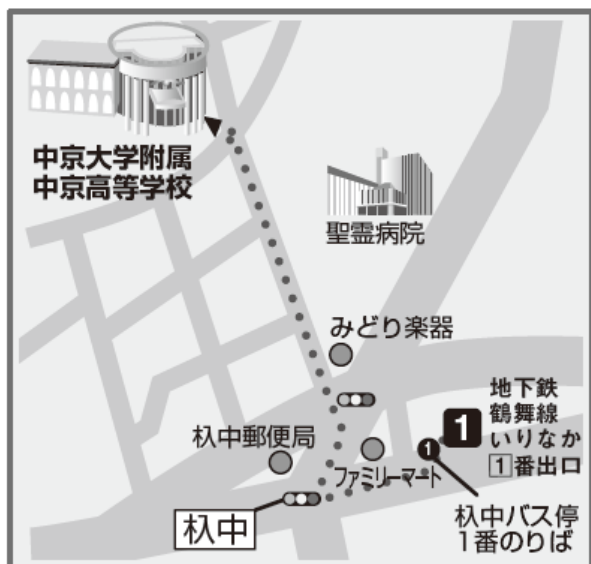 中京大学附属
中京高等学校
聖霊病院
みどり楽器
地下鉄
鶴舞線
いりなか
1番出口
1
1
杁中郵便局
ファミリーマート
杁中
杁中バス停
1番のりば